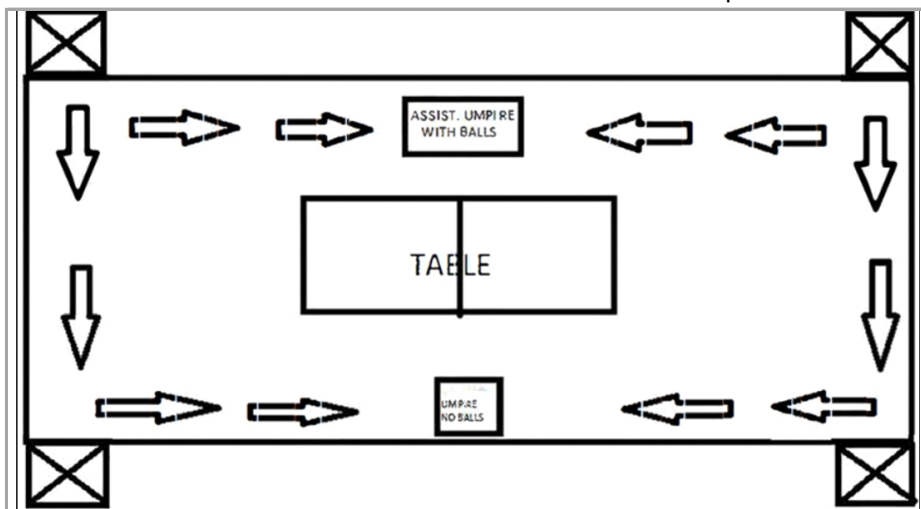 ASSIST. UMPIRE
WITH BALLS
TABLE
UMPIRE
NO BALLS